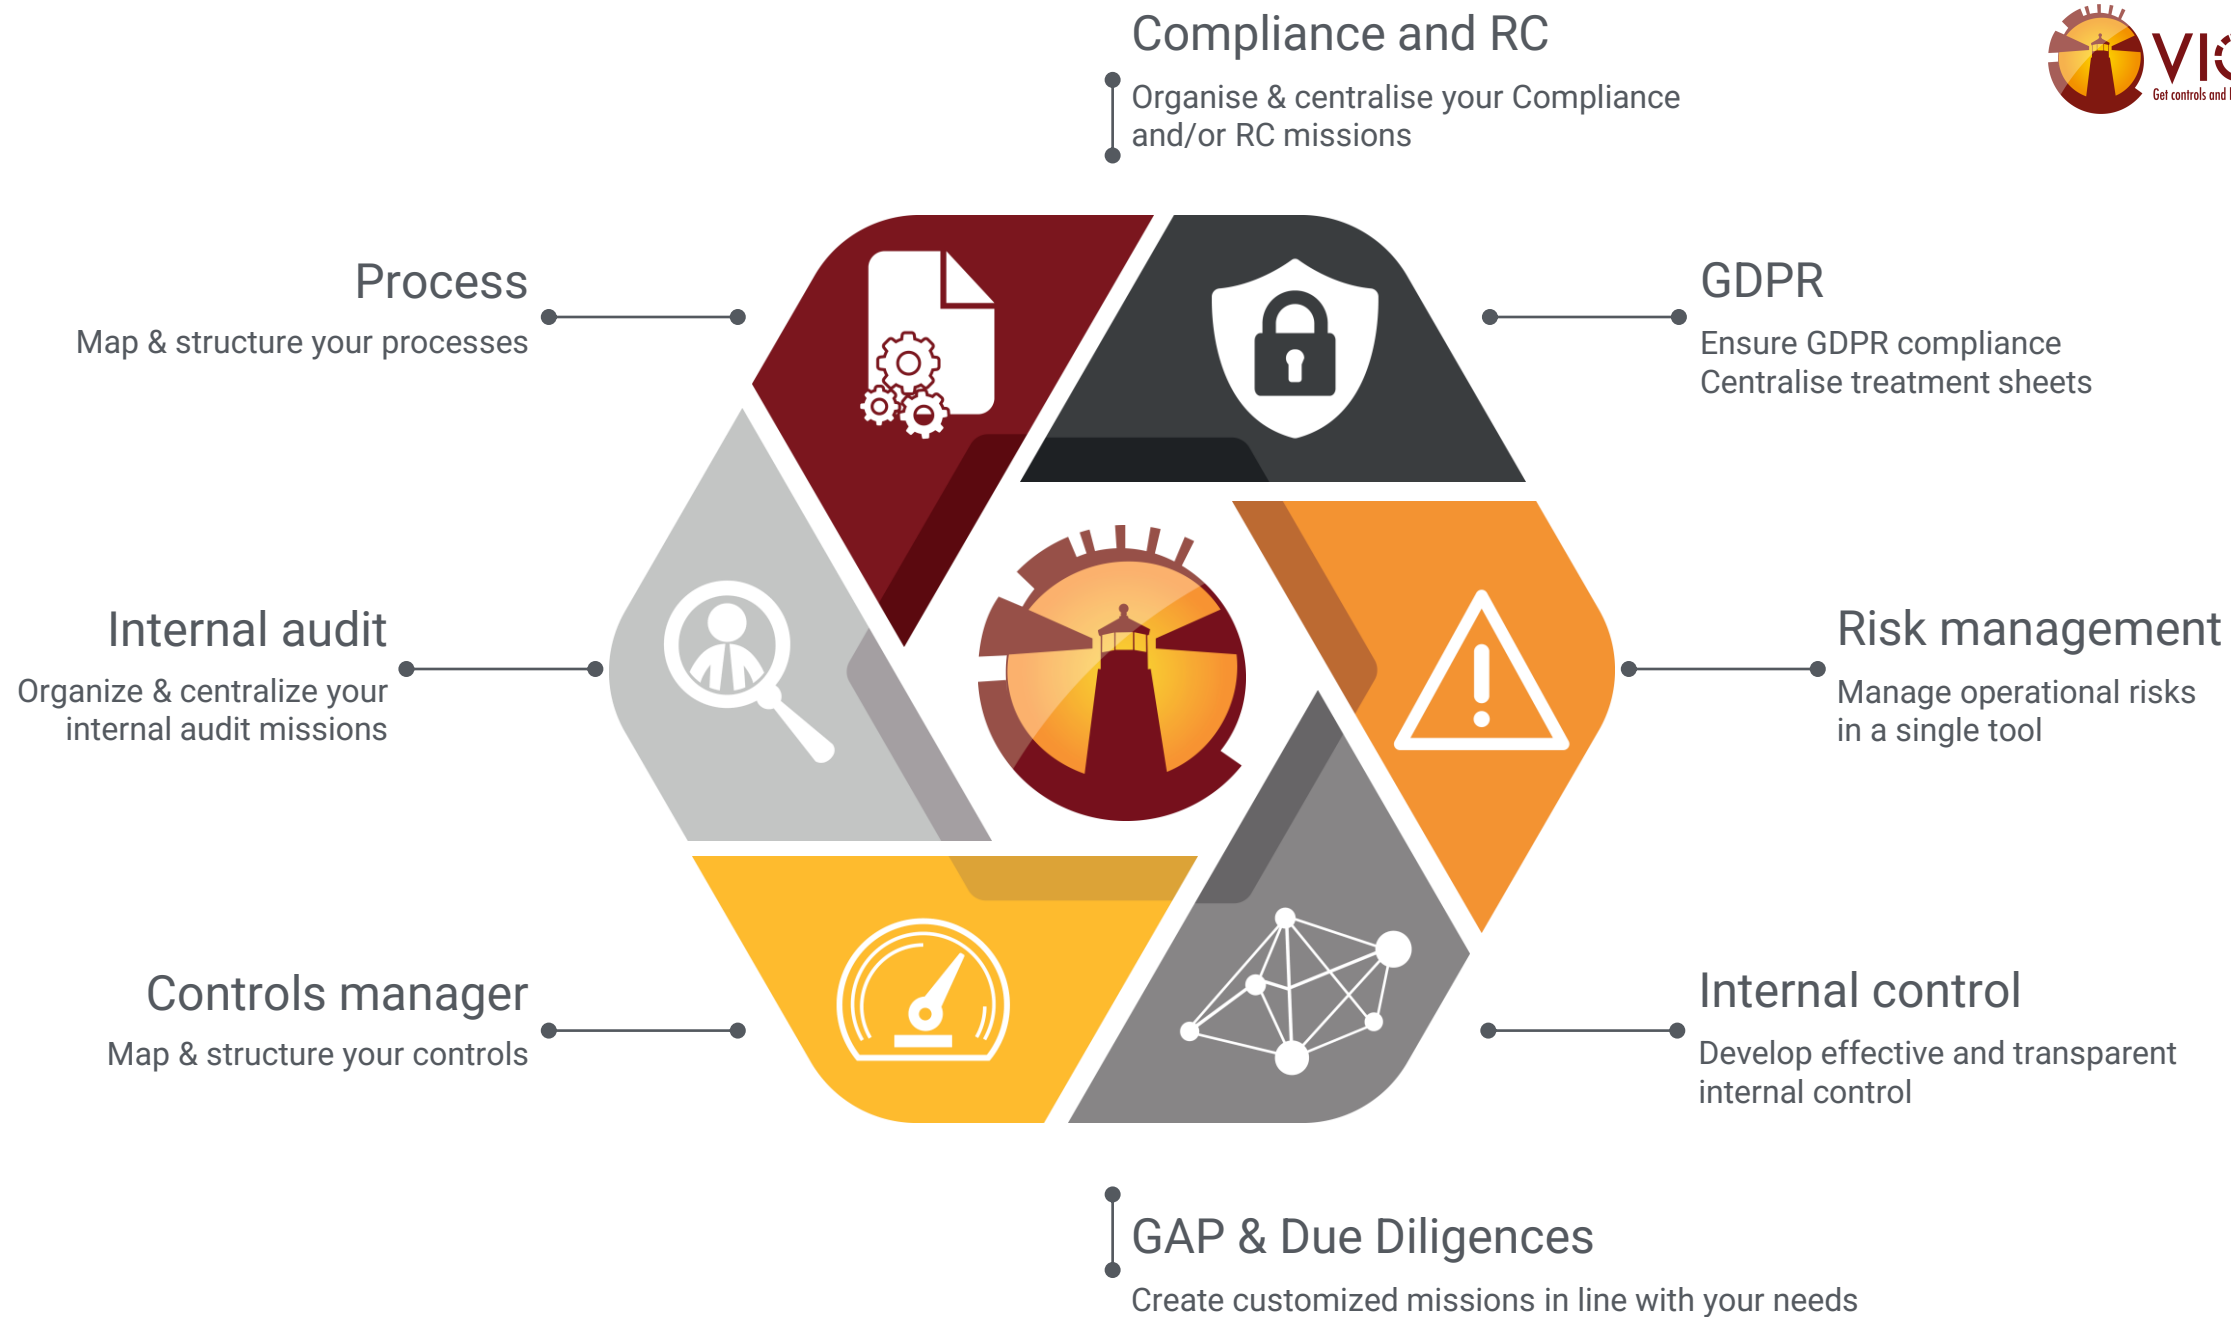 Compliance and RC
Organise & centralise your Compliance
and/or RC missions
Get controls and
Process
Map & structure your processes
GDPR
Ensure GDPR compliance
Centralise treatment sheets
Internal audit
Organize & centralize your
internal audit missions
Risk management
Manage operational risks
in a single tool
Controls manager
Map & structure your controls
Internal control
Develop effective and transparent
internal control
GAP & Due Diligences
Create customized missions in line with your needs